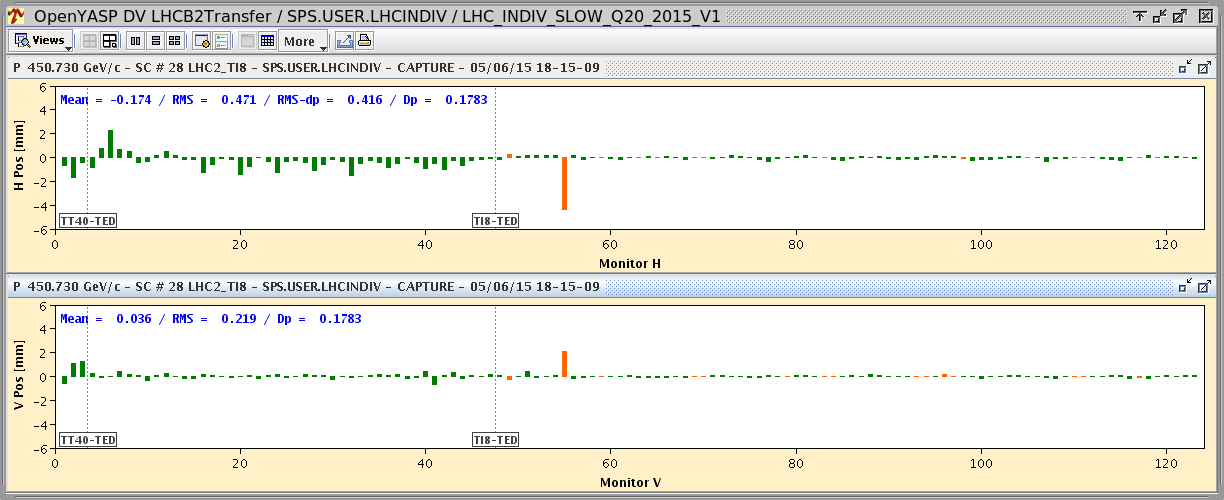 OpenYASP DV LHCB2Transfer / SPS.USER.LHCINDIV / LHC_INDIV_SLOW_Q20_2015_V1
Views More
P 450.730 GeV/c - SC # 28 LHC2_TI8 - SPS.USER.LHCINDIV - CAPTURE - 05/06/15 18-15-09
Mean = -0.174 / RMS = 0.471 / RMS-dp = 0.416 / Dp = 0.1783
H Pos [mm]
6
4
2
0
-2
-4
-6
TT40-TED TI8-TED
0 20 40 60 80 100 120
Monitor H
P 450.730 GeV/c - SC # 28 LHC2_TI8 - SPS.USER.LHCINDIV - CAPTURE - 05/06/15 18-15-09
Mean = 0.036 / RMS = 0.219 / Dp = 0.1783
V Pos [mm]
6
4
2
0
-2
-4
-6
TT40-TED TI8-TED
0 20 40 60 80 100 120
Monitor V